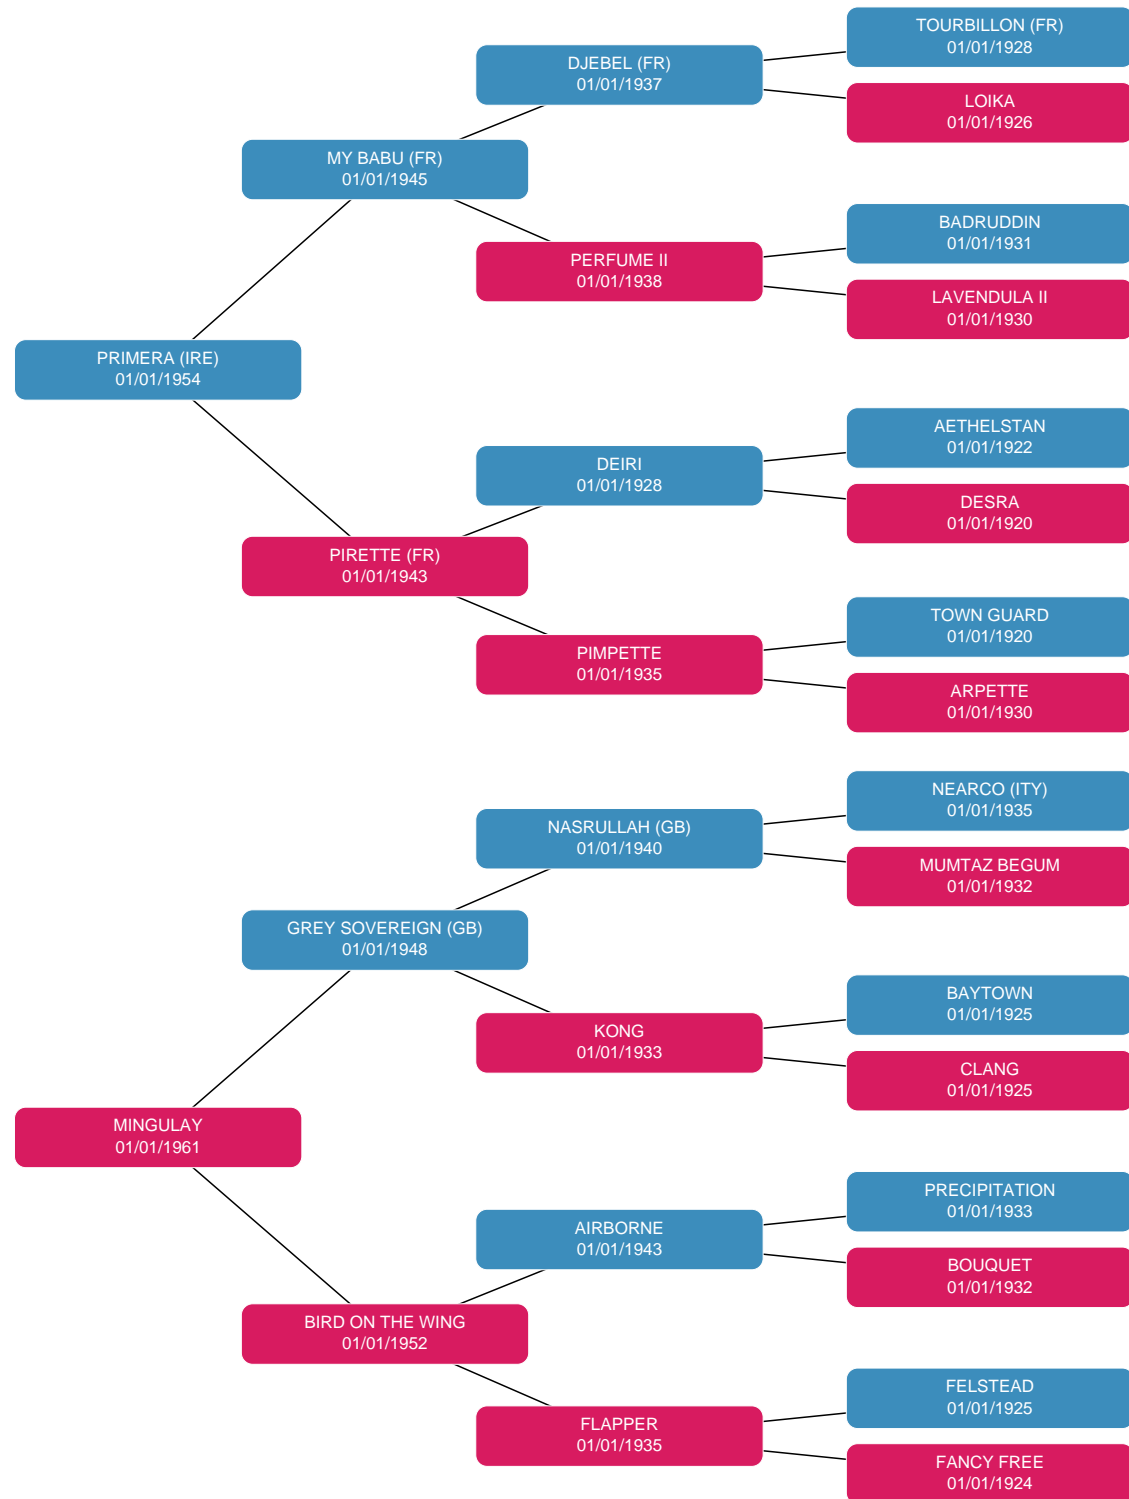 TOURBILLON (FR)
01/01/1928
DJEBEL (FR)
01/01/1937
LOIKA
01/01/1926
MY BABU (FR)
01/01/1945
BADRUDDIN
01/01/1931
PERFUME II
01/01/1938
LAVENDULA II
01/01/1930
PRIMERA (IRE)
01/01/1954
AETHELSTAN
01/01/1922
DEIRI
01/01/1928
DESRA
01/01/1920
PIRETTE (FR)
01/01/1943
TOWN GUARD
01/01/1920
PIMPETTE
01/01/1935
ARPETTE
01/01/1930
NEARCO (ITY)
01/01/1935
NASRULLAH (GB)
01/01/1940
MUMTAZ BEGUM
01/01/1932
GREY SOVEREIGN (GB)
01/01/1948
BAYTOWN
01/01/1925
KONG
01/01/1933
CLANG
01/01/1925
MINGULAY
01/01/1961
PRECIPITATION
01/01/1933
AIRBORNE
01/01/1943
BOUQUET
01/01/1932
BIRD ON THE WING
01/01/1952
FELSTEAD
01/01/1925
FLAPPER
01/01/1935
FANCY FREE
01/01/1924